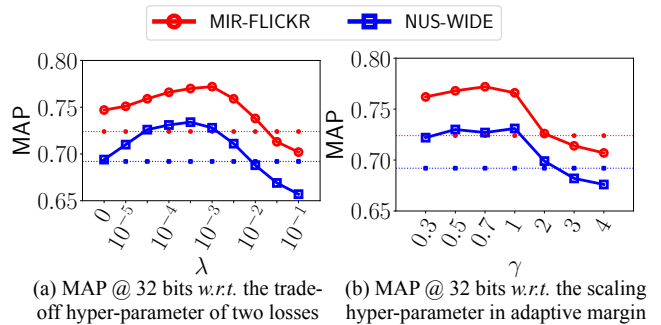 MIR-FLICKR NUS-WIDE
0.80
0.75
0.70
0.65
MAP
0 10⁻⁵ 10⁻⁴ 10⁻³ 10⁻² 10⁻¹
λ
(a) MAP @ 32 bits w.r.t. the trade-
off hyper-parameter of two losses
0.80
0.75
0.70
0.65
MAP
0.3 0.5 0.7 1 2 3 4
γ
(b) MAP @ 32 bits w.r.t. the scaling
hyper-parameter in adaptive margin